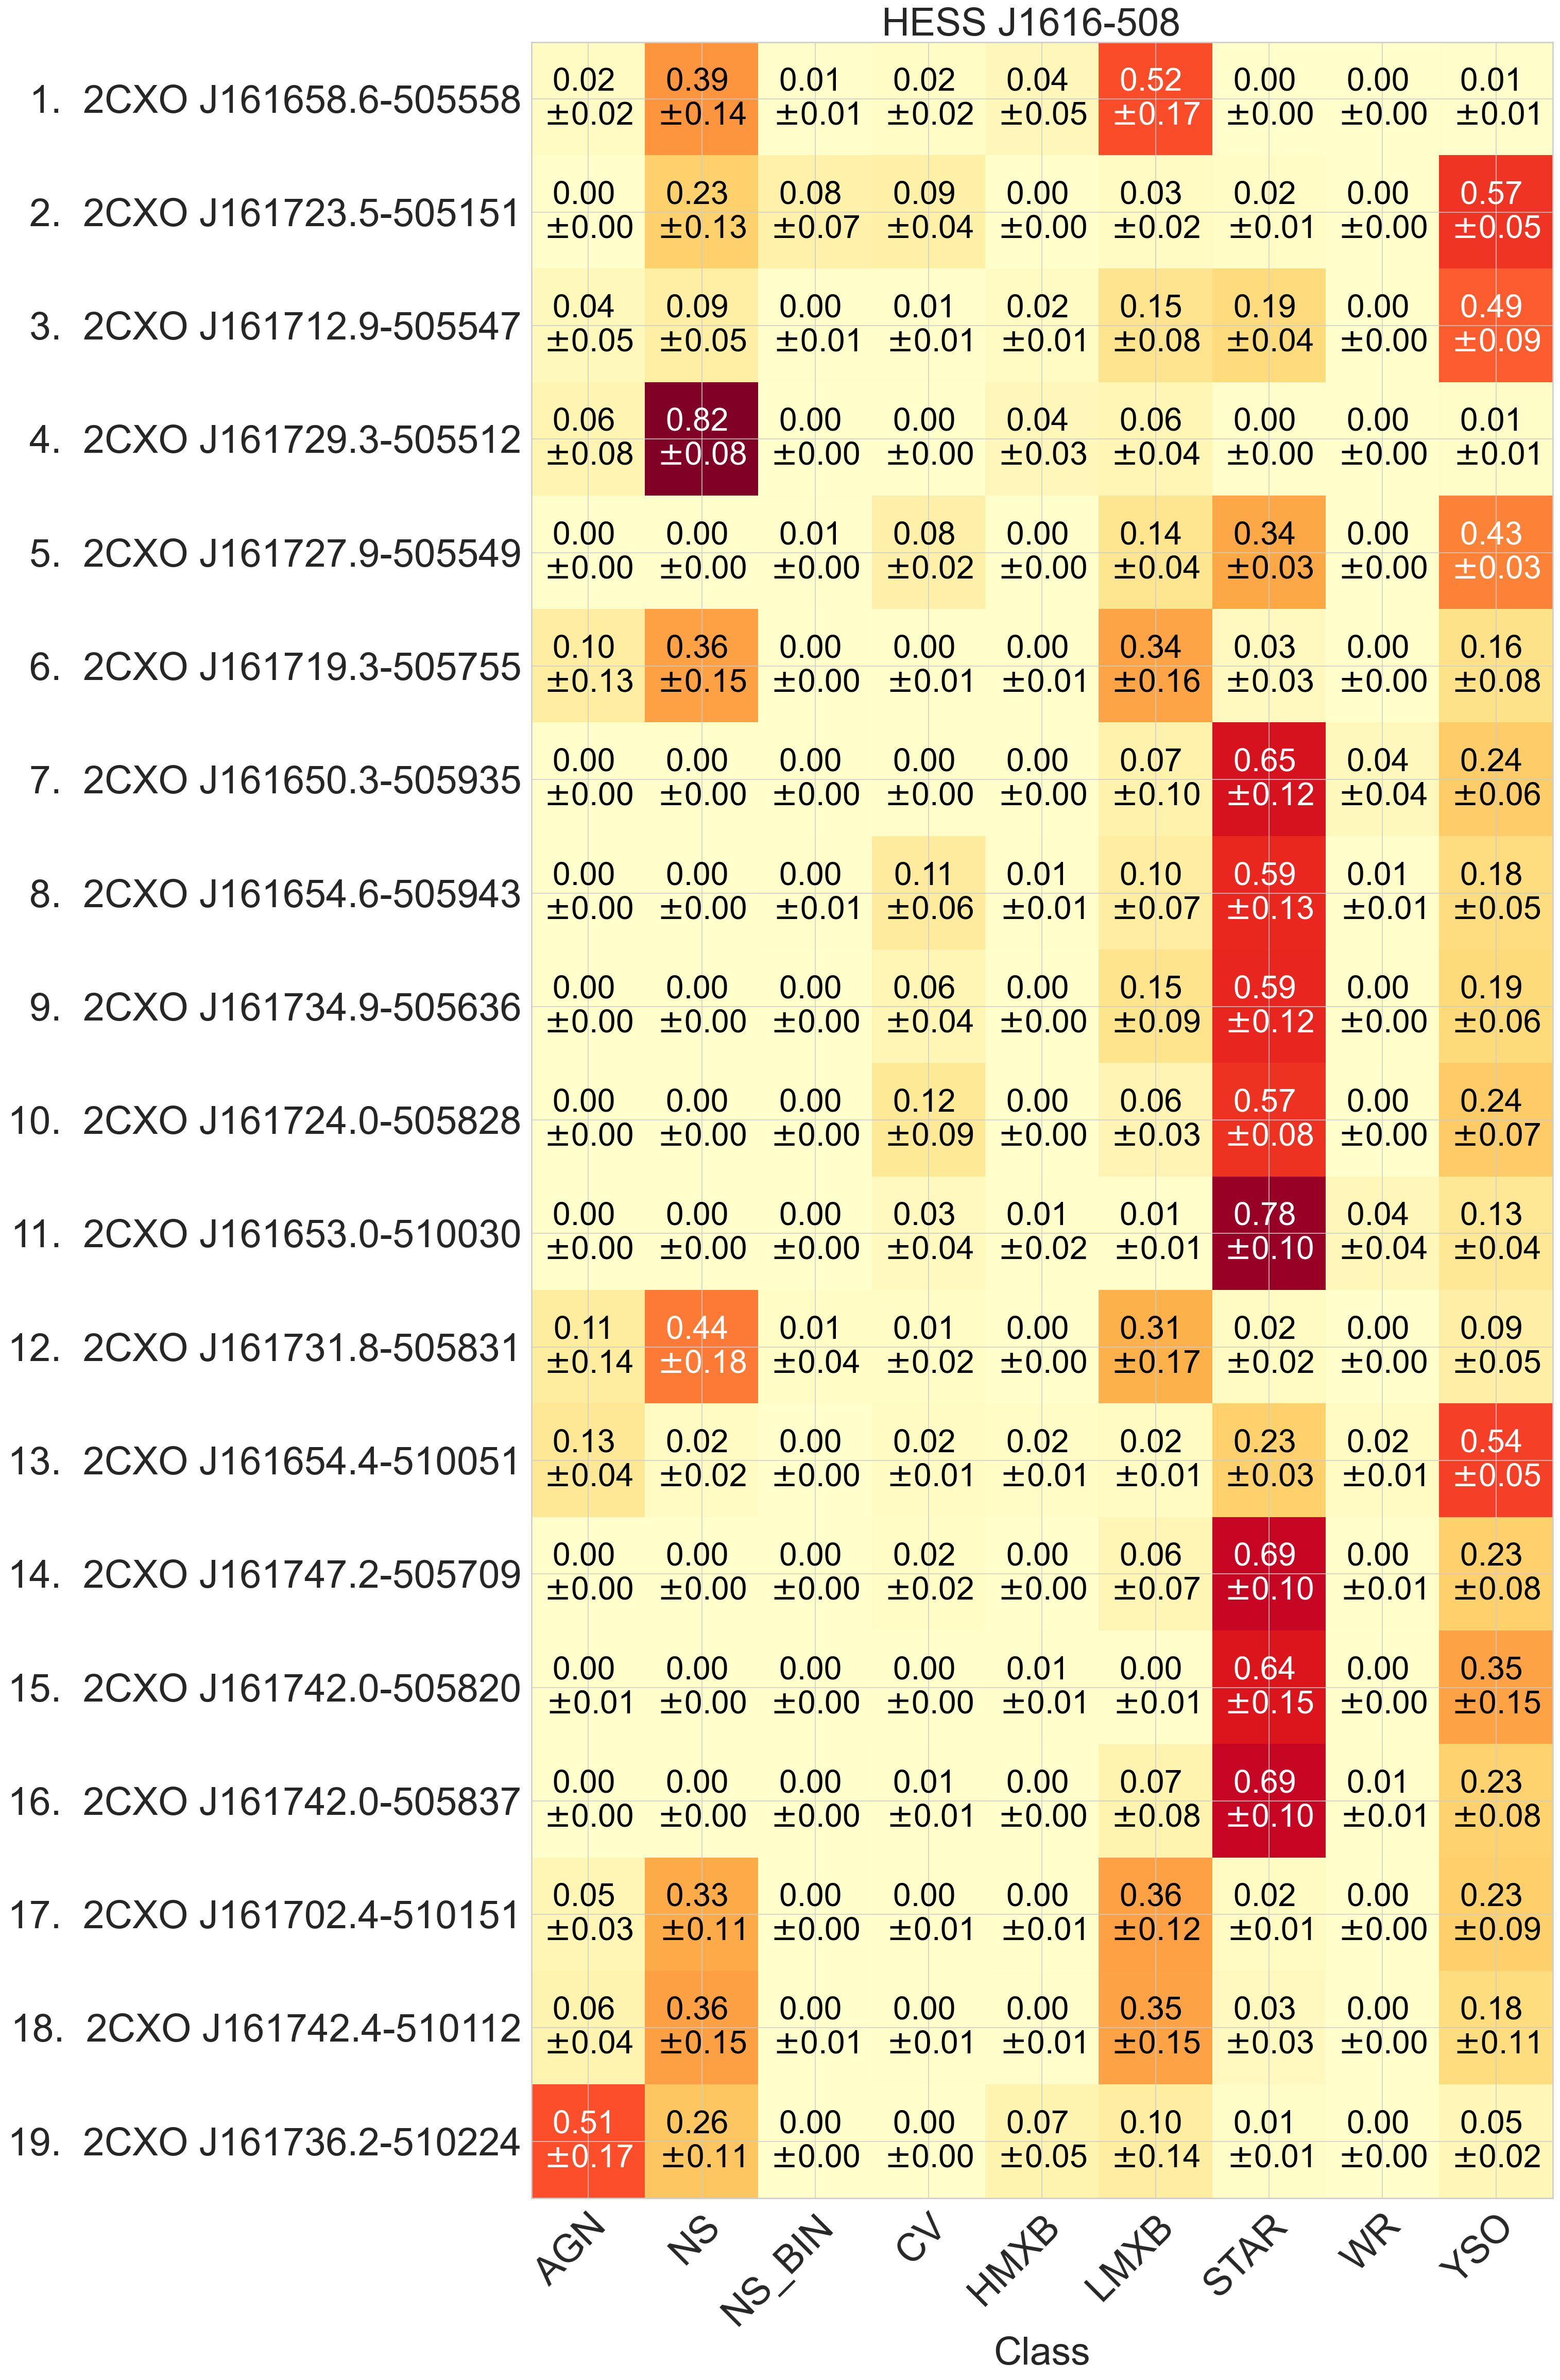 HESS J1616-508
1. 2CXO J161658.6-505558 0.02 0.39 0.01 0.02 0.04 0.52 0.00 0.00 0.01
±0.02 ±0.14 ±0.01 ±0.02 ±0.05 ±0.17 ±0.00 ±0.00 ±0.01
2. 2CXO J161723.5-505151 0.00 0.23 0.08 0.09 0.00 0.03 0.02 0.00 0.57
±0.00 ±0.13 ±0.07 ±0.04 ±0.00 ±0.02 ±0.01 ±0.00 ±0.05
3. 2CXO J161712.9-505547 0.04 0.09 0.00 0.01 0.02 0.15 0.19 0.00 0.49
±0.05 ±0.05 ±0.01 ±0.01 ±0.01 ±0.08 ±0.04 ±0.00 ±0.09
4. 2CXO J161729.3-505512 0.06 0.82 0.00 0.00 0.04 0.06 0.00 0.00 0.01
±0.08 ±0.08 ±0.00 ±0.00 ±0.03 ±0.04 ±0.00 ±0.00 ±0.01
5. 2CXO J161727.9-505549 0.00 0.00 0.01 0.08 0.00 0.14 0.34 0.00 0.43
±0.00 ±0.00 ±0.00 ±0.02 ±0.00 ±0.04 ±0.03 ±0.00 ±0.03
6. 2CXO J161719.3-505755 0.10 0.36 0.00 0.00 0.00 0.34 0.03 0.00 0.16
±0.13 ±0.15 ±0.00 ±0.01 ±0.01 ±0.16 ±0.03 ±0.00 ±0.08
7. 2CXO J161650.3-505935 0.00 0.00 0.00 0.00 0.00 0.07 0.65 0.04 0.24
±0.00 ±0.00 ±0.00 ±0.00 ±0.00 ±0.10 ±0.12 ±0.04 ±0.06
8. 2CXO J161654.6-505943 0.00 0.00 0.00 0.11 0.01 0.10 0.59 0.01 0.18
±0.00 ±0.00 ±0.01 ±0.06 ±0.01 ±0.07 ±0.13 ±0.01 ±0.05
9. 2CXO J161734.9-505636 0.00 0.00 0.00 0.06 0.00 0.15 0.59 0.00 0.19
±0.00 ±0.00 ±0.00 ±0.04 ±0.00 ±0.09 ±0.12 ±0.00 ±0.06
10. 2CXO J161724.0-505828 0.00 0.00 0.00 0.12 0.00 0.06 0.57 0.00 0.24
±0.00 ±0.00 ±0.00 ±0.09 ±0.00 ±0.03 ±0.08 ±0.00 ±0.07
11. 2CXO J161653.0-510030 0.00 0.00 0.00 0.03 0.01 0.01 0.78 0.04 0.13
±0.00 ±0.00 ±0.00 ±0.04 ±0.02 ±0.01 ±0.10 ±0.04 ±0.04
12. 2CXO J161731.8-505831 0.11 0.44 0.01 0.01 0.00 0.31 0.02 0.00 0.09
±0.14 ±0.18 ±0.04 ±0.02 ±0.00 ±0.17 ±0.02 ±0.00 ±0.05
13. 2CXO J161654.4-510051 0.13 0.02 0.00 0.02 0.02 0.02 0.23 0.02 0.54
±0.04 ±0.02 ±0.00 ±0.01 ±0.01 ±0.01 ±0.03 ±0.01 ±0.05
14. 2CXO J161747.2-505709 0.00 0.00 0.00 0.02 0.00 0.06 0.69 0.00 0.23
±0.00 ±0.00 ±0.00 ±0.02 ±0.00 ±0.07 ±0.10 ±0.01 ±0.08
15. 2CXO J161742.0-505820 0.00 0.00 0.00 0.00 0.01 0.00 0.64 0.00 0.35
±0.01 ±0.00 ±0.00 ±0.00 ±0.01 ±0.01 ±0.15 ±0.00 ±0.15
16. 2CXO J161742.0-505837 0.00 0.00 0.00 0.01 0.00 0.07 0.69 0.01 0.23
±0.00 ±0.00 ±0.00 ±0.01 ±0.00 ±0.08 ±0.10 ±0.01 ±0.08
17. 2CXO J161702.4-510151 0.05 0.33 0.00 0.00 0.00 0.36 0.02 0.00 0.23
±0.03 ±0.11 ±0.00 ±0.01 ±0.01 ±0.12 ±0.01 ±0.00 ±0.09
18. 2CXO J161742.4-510112 0.06 0.36 0.00 0.00 0.00 0.35 0.03 0.00 0.18
±0.04 ±0.15 ±0.01 ±0.01 ±0.01 ±0.15 ±0.03 ±0.00 ±0.11
19. 2CXO J161736.2-510224 0.51 0.26 0.00 0.00 0.07 0.10 0.01 0.00 0.05
±0.17 ±0.11 ±0.00 ±0.00 ±0.05 ±0.14 ±0.01 ±0.00 ±0.02
AGN NS NS_BIN CV HMXB LMXB STAR WR YSO
Class